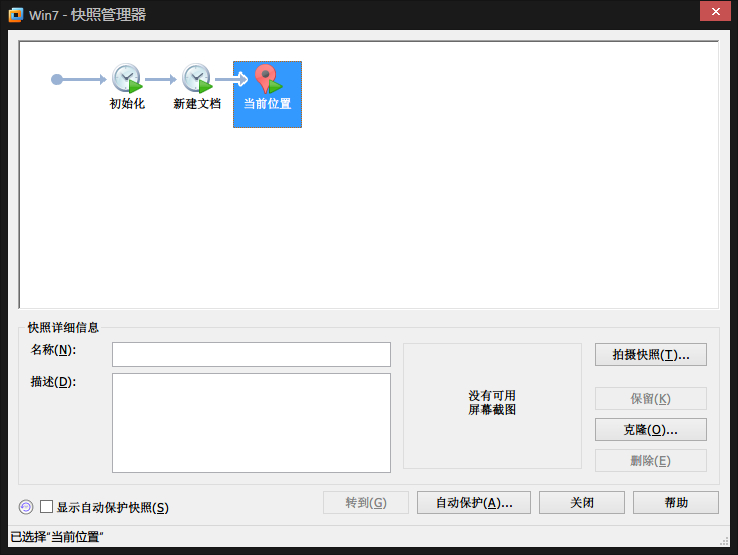 Win7 - 快照管理器
初始化
新建文档
当前位置
快照详细信息
名称(N):
描述(D):
没有可用
屏幕截图
拍摄快照(T)...
保留(K)
克隆(O)...
删除(E)
显示自动保护快照(S)
转到(G)
自动保护(A)...
关闭
帮助
已选择"当前位置"